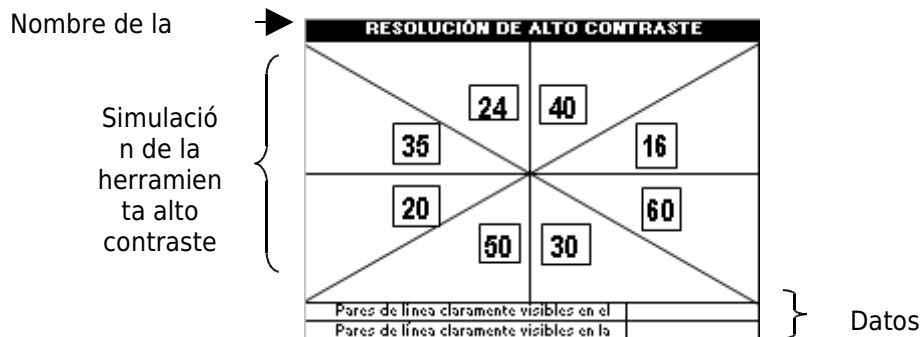 Nombre de la
RESOLUCIÓN DE ALTO CONTRASTE
24
40
35
16
Simulació
n de la
herramien
ta alto
contraste
20
60
50
30
Pares de línea claramente visibles en el
Pares de línea claramente visibles en la
Datos